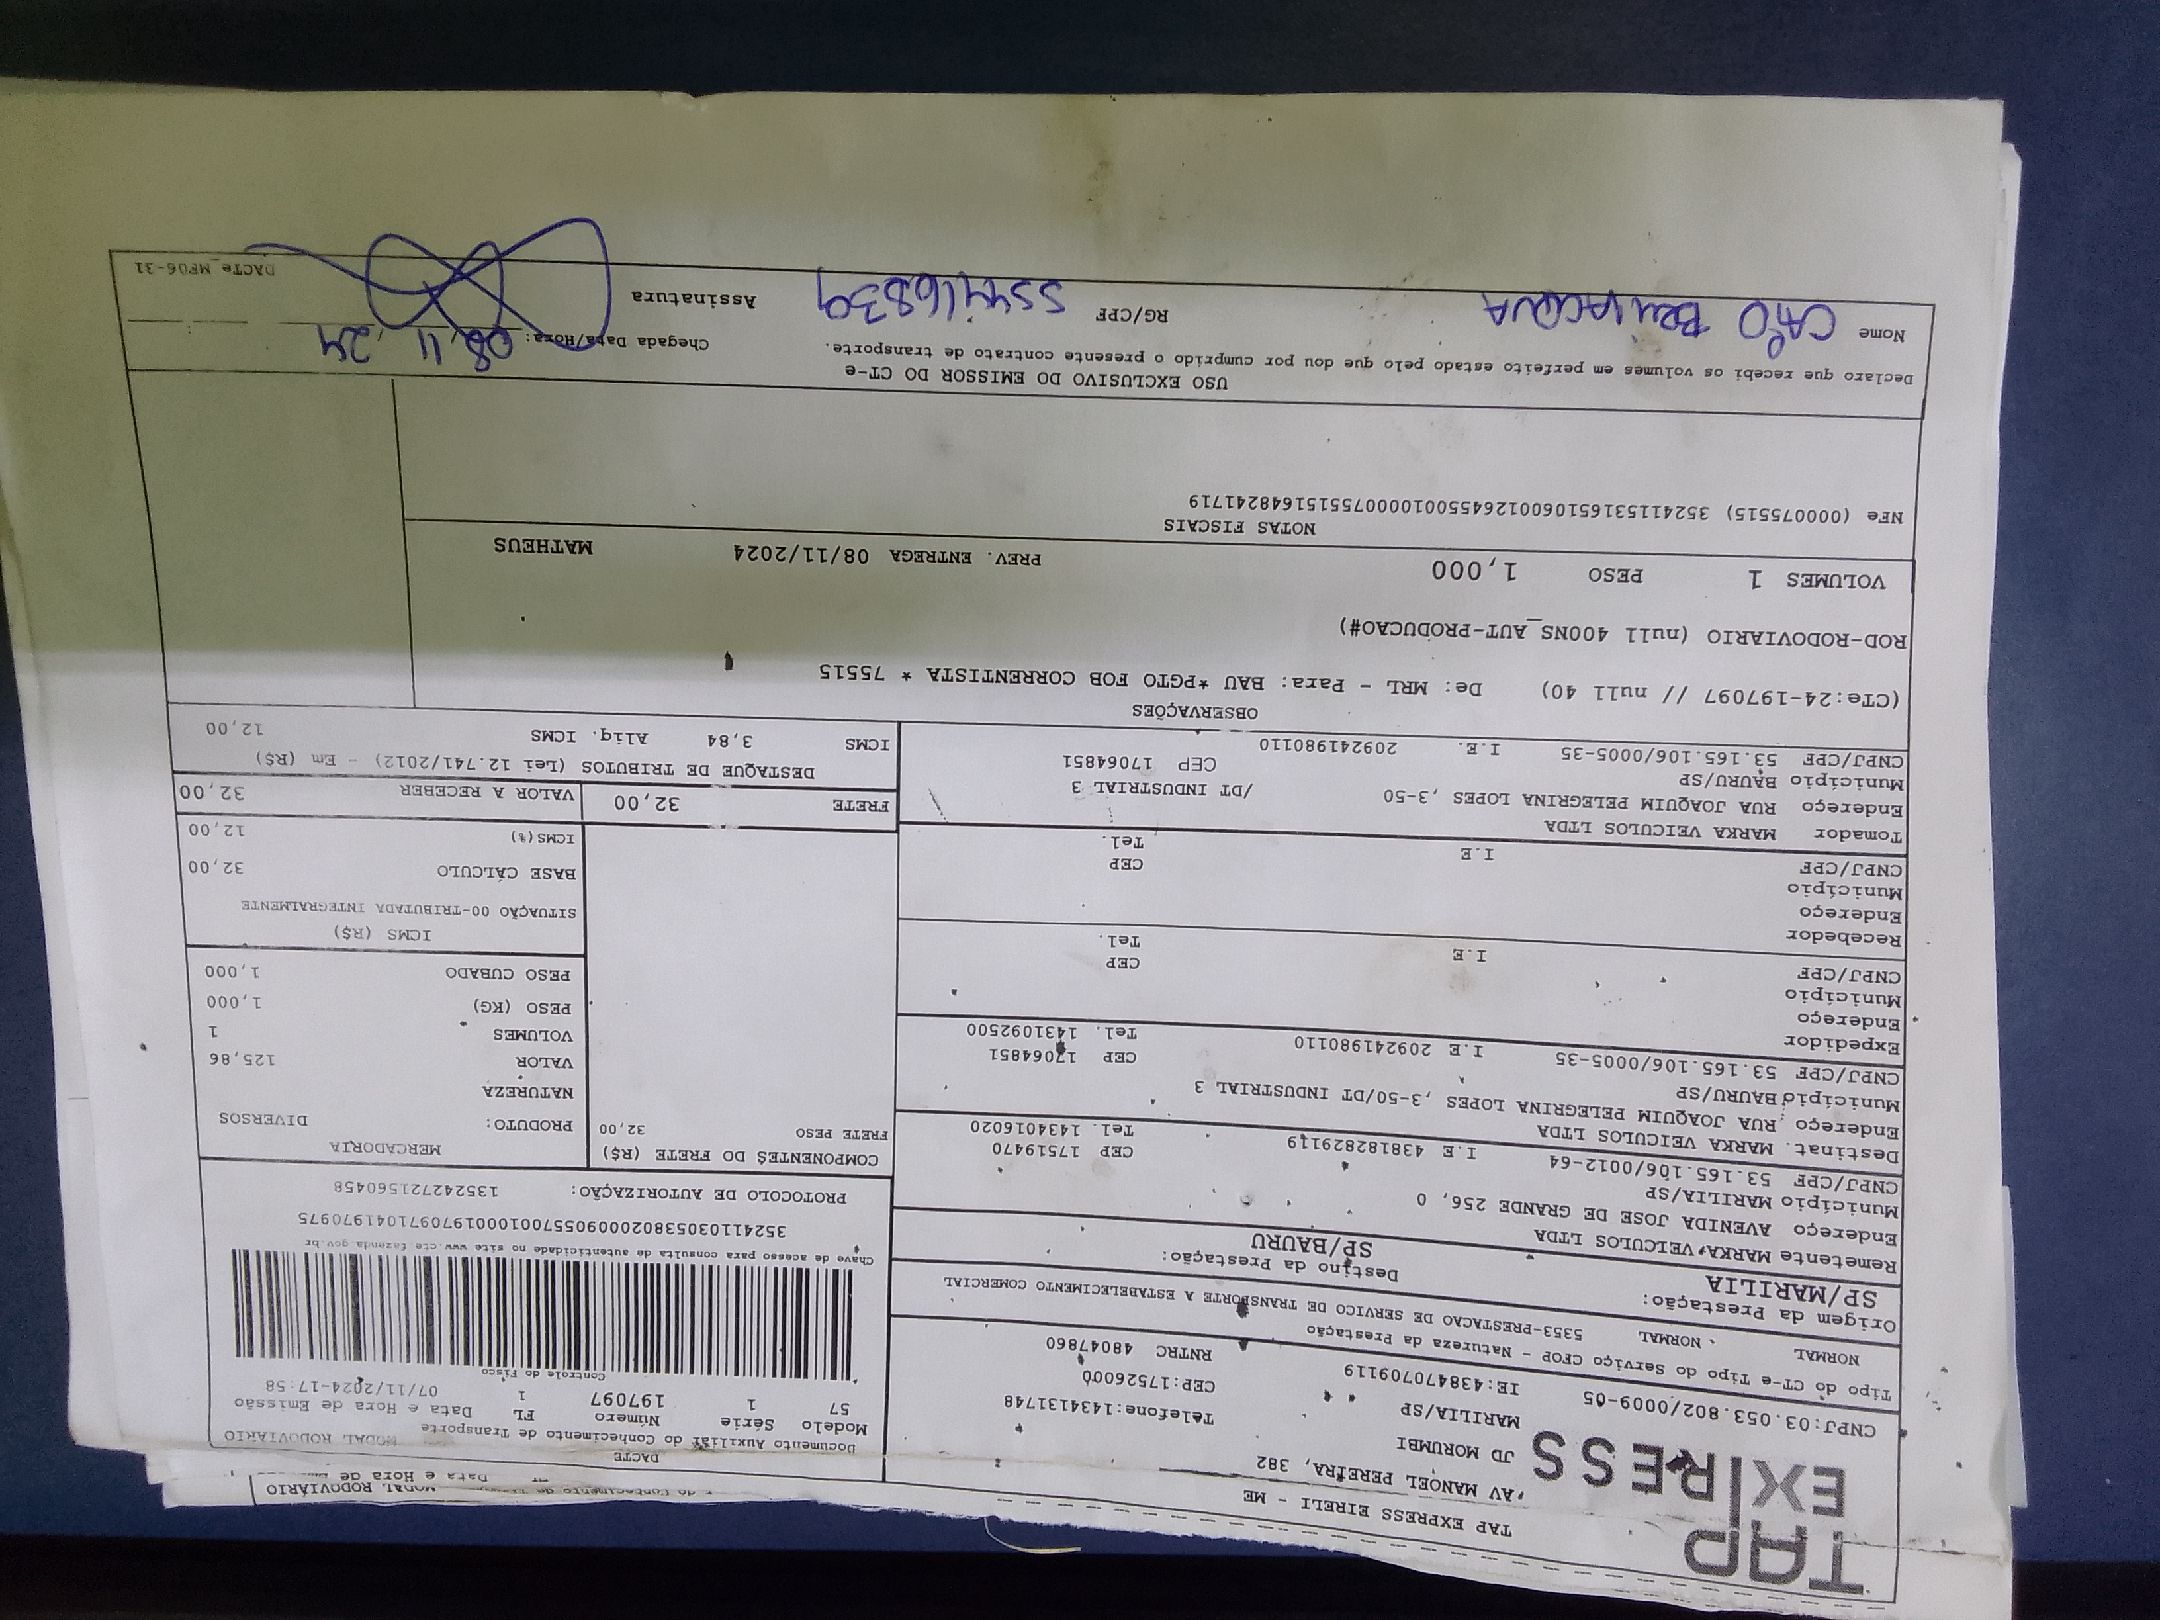 MODAL RODOVIÁRIO
Data e Hora de
TAP
EXPRESS
TAP EXPRESS EIRELI - ME
AV MANOEL PEREIRA, 382
JD MORUMBI
MARILIA/SP
Telefone:1434131748
CEP:17526000
CNPJ:03.053.802/0009-05 IE:438470709119 RNTRC 48047860
DACTE
Documento Auxiliar do Conhecimento de Transporte MODAL RODOVIÁRIO
Modelo Série Número FL Data e Hora de Emissão
57 1 197097 1 07/11/2024-17:58
Controle do Fisco
Chave de acesso para consulta de autenticidade no site www.cte.fazenda.gov.br
35241103053802000905570010001970971041970975
PROTOCOLO DE AUTORIZAÇÃO: 135242721560458
Tipo do CT-e Tipo do Serviço CFOP - Natureza da Prestação
NORMAL NORMAL 5353-PRESTACAO DE SERVICO DE TRANSPORTE A ESTABELECIMENTO COMERCIAL
Origem da Prestação: Destino da Prestação:
SP/MARILIA SP/BAURU
Remetente MARKA VEICULOS LTDA
Endereço AVENIDA JOSE DE GRANDE 256, 0
Município MARILIA/SP CEP 17519470
CNPJ/CPF 53.165.106/0012-64 I.E 438182829119 Tel. 1434016020
Destinat. MARKA VEICULOS LTDA
Endereço RUA JOAQUIM PELEGRINA LOPES ,3-50/DT INDUSTRIAL 3
Município BAURU/SP CEP 17064851
CNPJ/CPF 53.165.106/0005-35 I.E 209241980110 Tel. 1431092500
Expedidor
Endereço
Município CEP
CNPJ/CPF I.E Tel.
Recebedor
Endereço
Município CEP
CNPJ/CPF I.E Tel.
Tomador MARKA VEICULOS LTDA
Endereço RUA JOAQUIM PELEGRINA LOPES ,3-50 /DT INDUSTRIAL 3
Município BAURU/SP CEP 17064851
CNPJ/CPF 53.165.106/0005-35 I.E. 209241980110
COMPONENTES DO FRETE (R$)
FRETE PESO 32,00
MERCADORIA
PRODUTO: DIVERSOS
NATUREZA
VALOR 125,86
VOLUMES 1
PESO (KG) 1,000
PESO CUBADO 1,000
ICMS (R$)
SITUAÇÃO 00-TRIBUTADA INTEGRALMENTE
BASE CÁLCULO 32,00
ICMS(%) 12,00
FRETE 32,00 VALOR A RECEBER 32,00
DESTAQUE DE TRIBUTOS (Lei 12.741/2012) - Em (R$)
ICMS 3,84 Aliq. ICMS 12,00
OBSERVAÇÕES
(CTe:24-197097 // null 40) De: MRL - Para: BAU *PGTO FOB CORRENTISTA * 75515
ROD-RODOVIARIO (null 400NS_AUT-PRODUCAO#)
VOLUMES 1 PESO 1,000 PREV. ENTREGA 08/11/2024 MATHEUS
NOTAS FISCAIS
NFe (000075515) 35241153165106001264550010000755151648241719
USO EXCLUSIVO DO EMISSOR DO CT-e
Declaro que recebi os volumes em perfeito estado pelo que dou por cumprido o presente contrato de transporte.
Chegada Data/Hora: 08.11.24
Nome CAIO BEVILACQUA RG/CPF Assinatura
DACTe_MF06-31